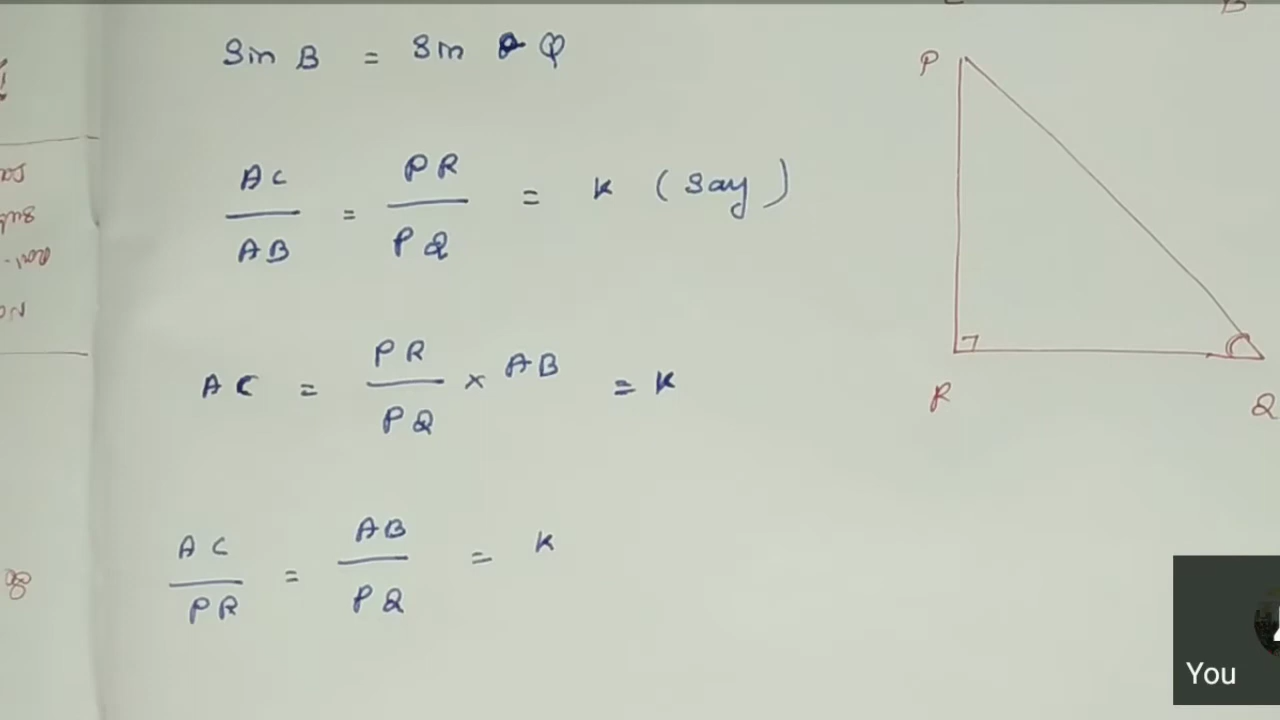 Sin B = Sin Q
AC / AB = PR / PQ = K (Say)
AC = PR / PQ × AB = K
AC / PR = AB / PQ = K
P
R
Q
B
You